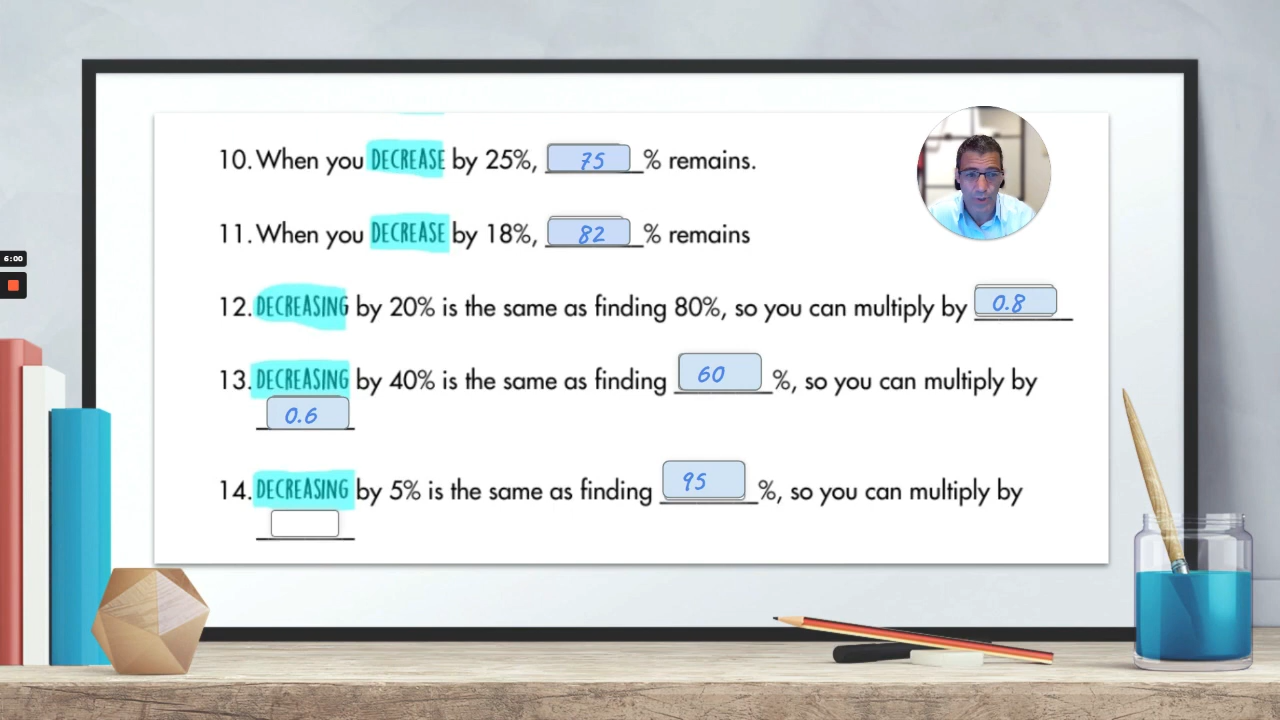 10. When you DECREASE by 25%, 75 % remains.
11. When you DECREASE by 18%, 82 % remains
12. DECREASING by 20% is the same as finding 80%, so you can multiply by 0.8
13. DECREASING by 40% is the same as finding 60 %, so you can multiply by
0.6
14. DECREASING by 5% is the same as finding 95 %, so you can multiply by
6:00